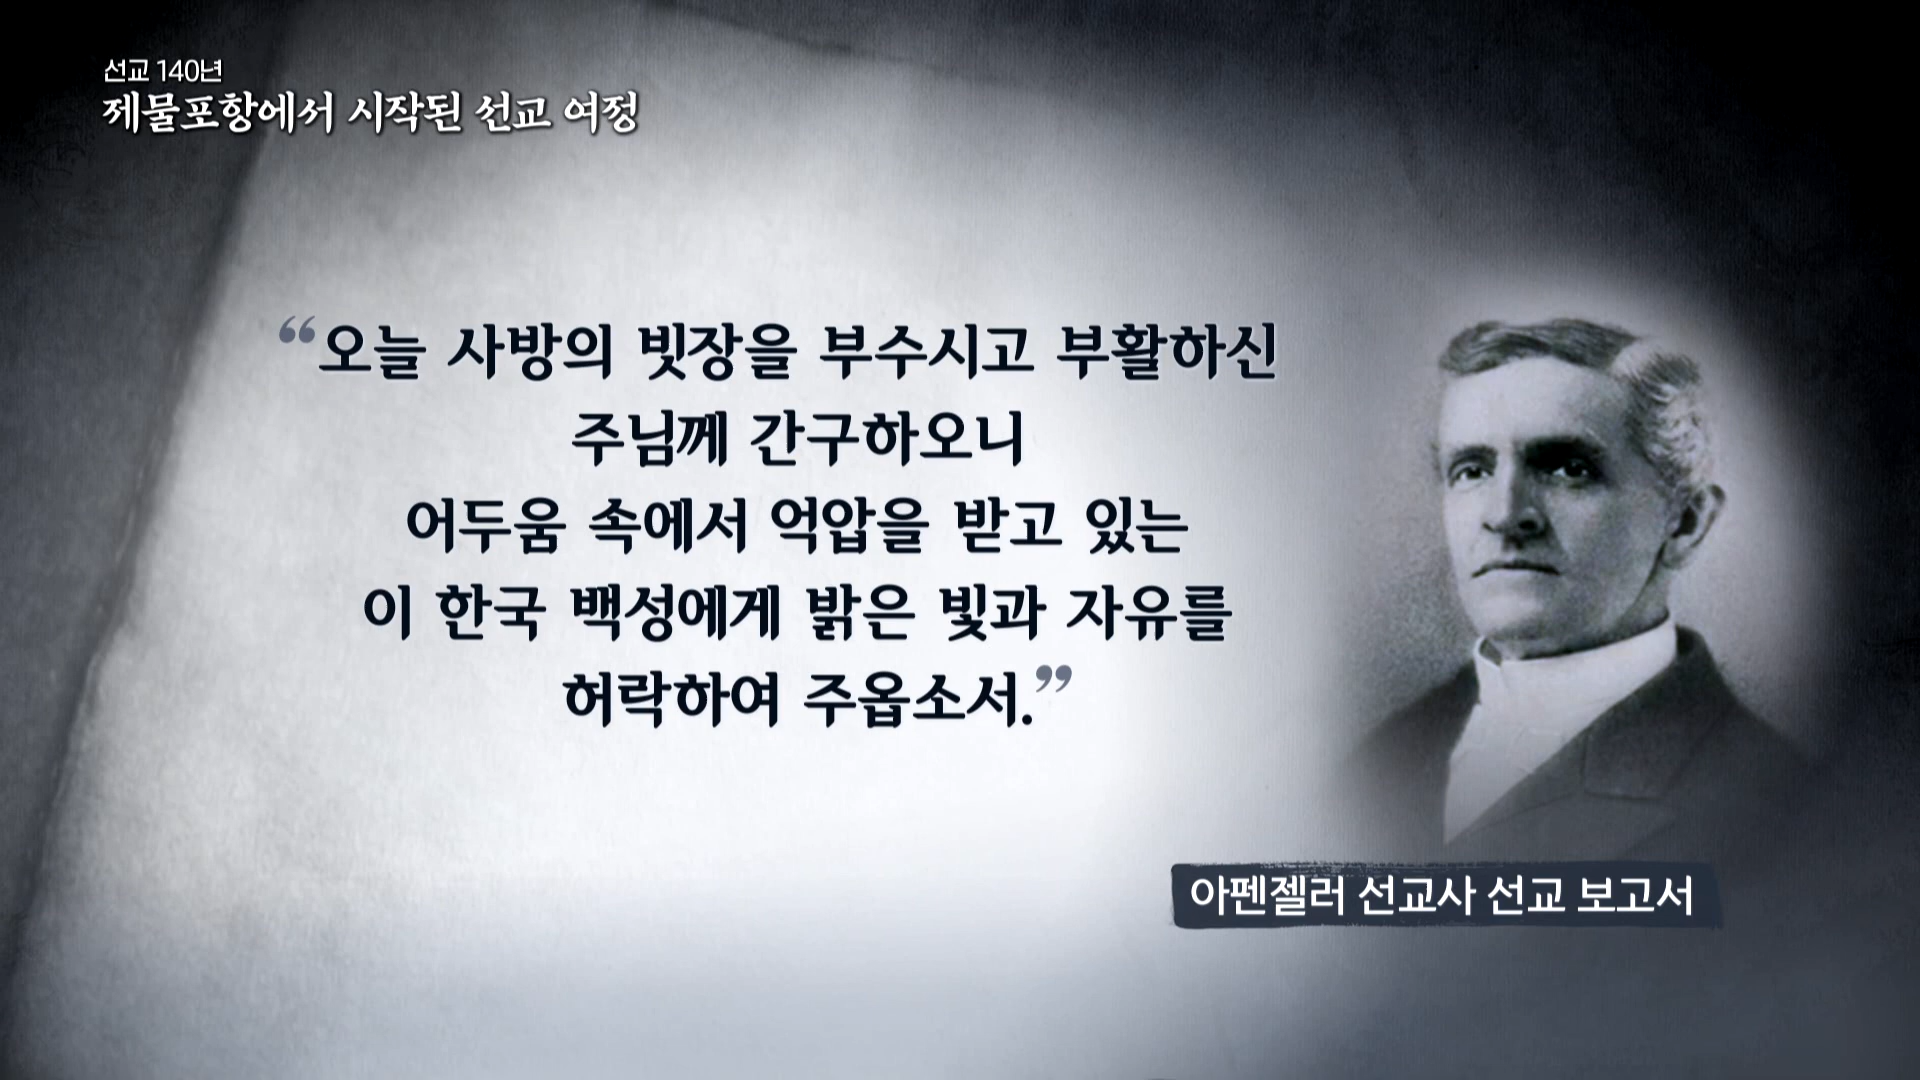 선교 140년
제물포항에서 시작된 선교 여정
“오늘 사방의 빗장을 부수시고 부활하신
주님께 간구하오니
어두움 속에서 억압을 받고 있는
이 한국 백성에게 밝은 빛과 자유를
허락하여 주옵소서.”
아펜젤러 선교사 선교 보고서